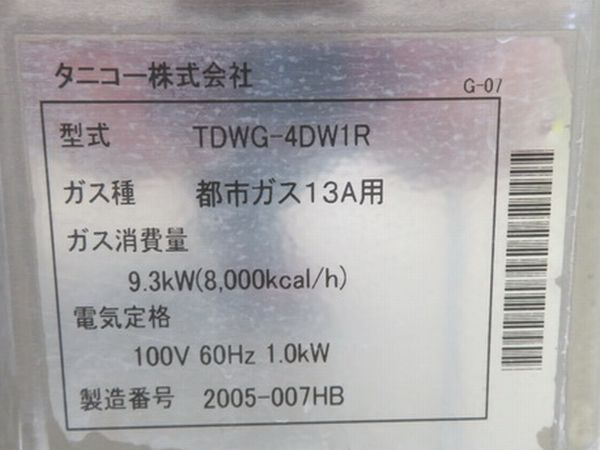 タニコー株式会社
G-07
型式 TDWG-4DW1R
ガス種 都市ガス13A用
ガス消費量
9.3kW(8,000kcal/h)
電気定格
100V 60Hz 1.0kW
製造番号 2005-007HB